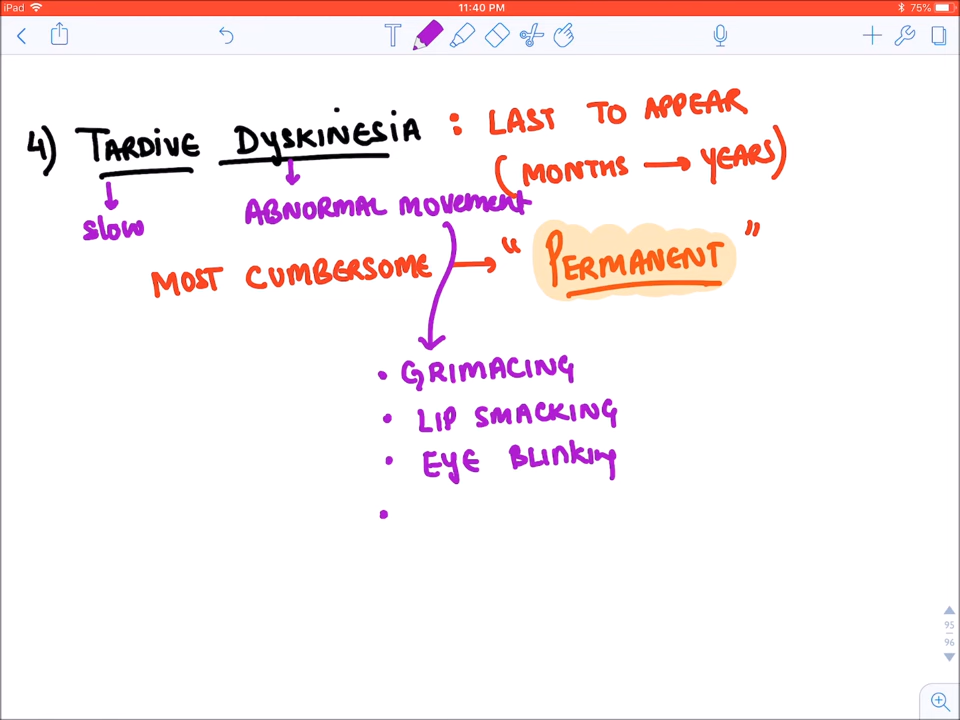 iPad 11:40 PM 75%
T
4) TARDIVE DYSKINESIA : LAST TO APPEAR
(MONTHS → YEARS)
slow ABNORMAL MOVEMENT
MOST CUMBERSOME → " PERMANENT "
• GRIMACING
• LIP SMACKING
• EYE BLINKING
•
95
96